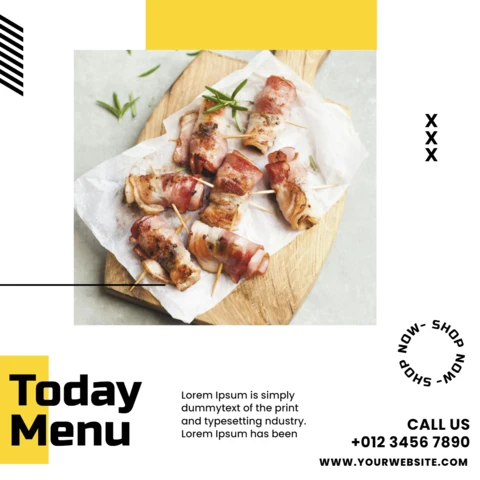 X
X
X
SHOP NOW- SHOP NOW-
Today
Menu
Lorem Ipsum is simply
dummytext of the print
and typesetting ndustry.
Lorem Ipsum has been
CALL US
+012 3456 7890
WWW.YOURWEBSITE.COM